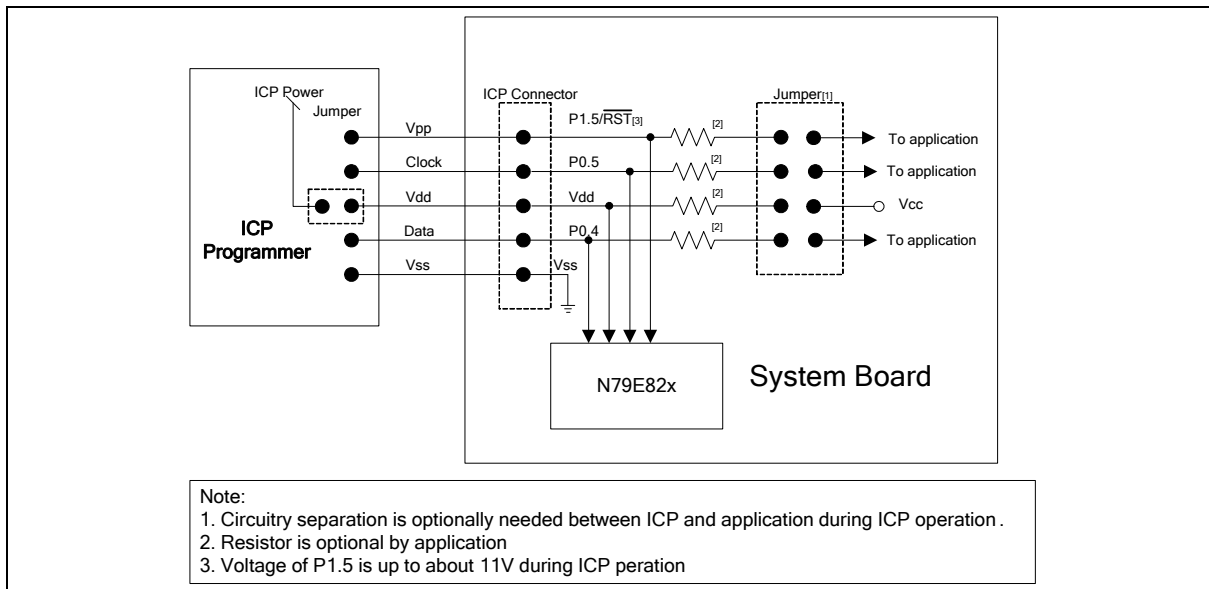 ICP Power
Jumper
ICP Connector
Jumper[1]
Vpp
P1.5/RST[3]
[2]
To application
Clock
P0.5
[2]
To application
Vdd
Vdd
[2]
Vcc
ICP
Programmer
Data
P0.4
[2]
To application
Vss
Vss
N79E82x
System Board
Note:
1. Circuitry separation is optionally needed between ICP and application during ICP operation .
2. Resistor is optional by application
3. Voltage of P1.5 is up to about 11V during ICP peration